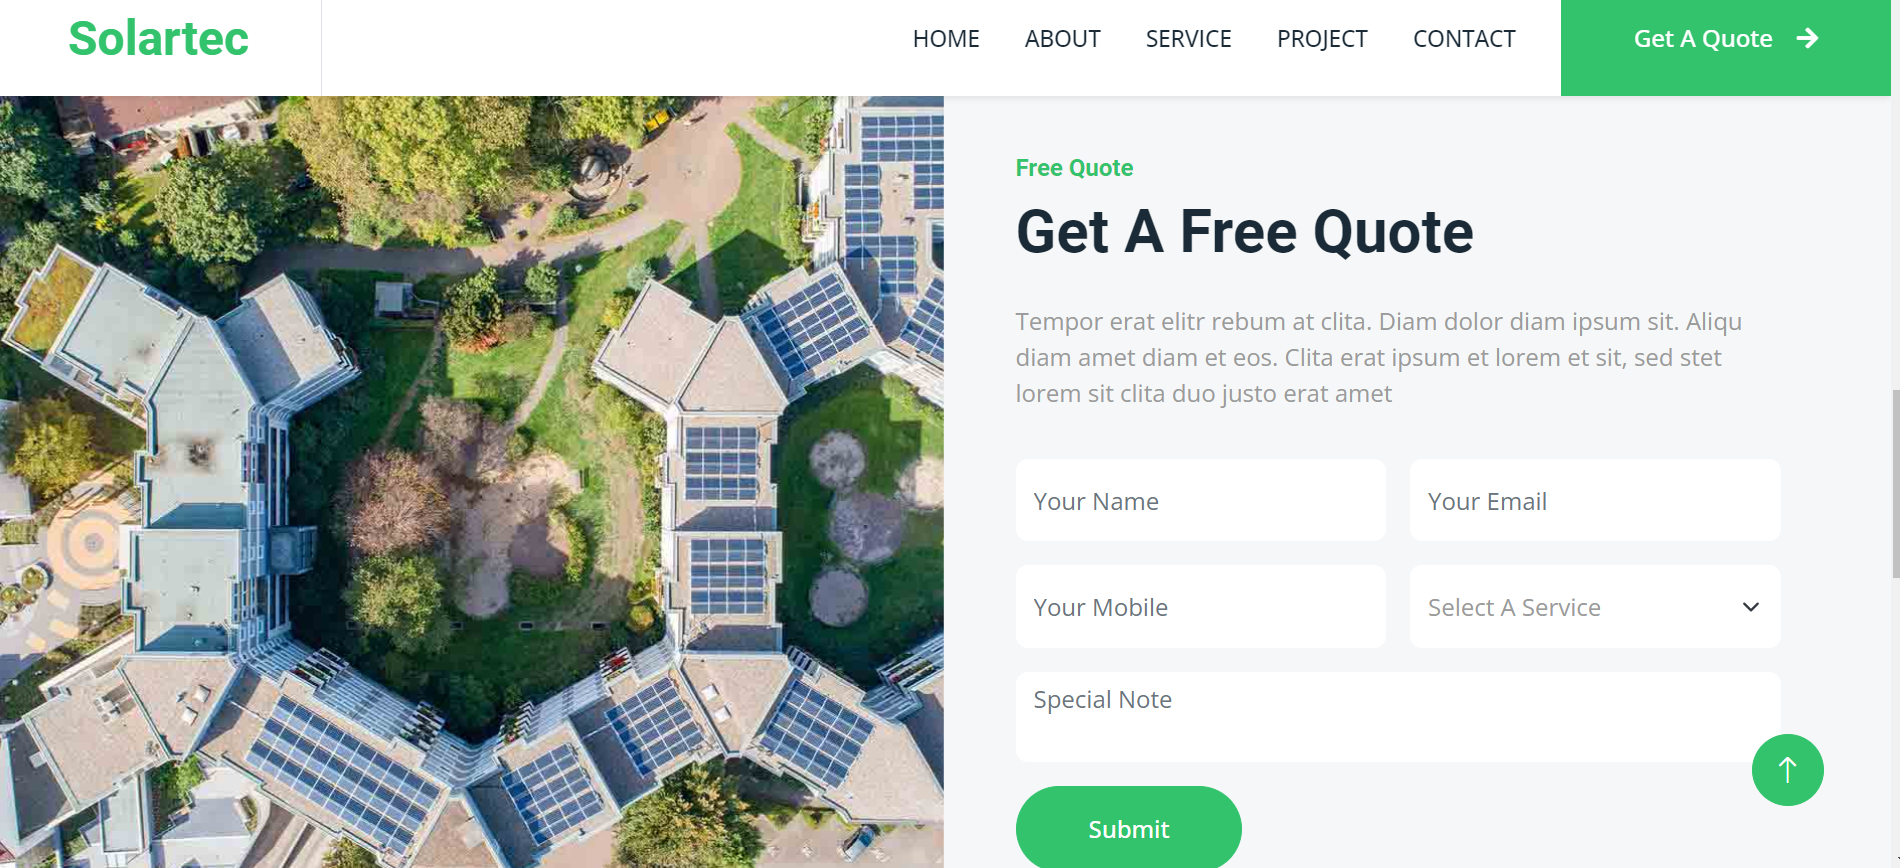 Solartec
HOME ABOUT SERVICE PROJECT CONTACT Get A Quote
Free Quote
Get A Free Quote
Tempor erat elitr rebum at clita. Diam dolor diam ipsum sit. Aliqu
diam amet diam et eos. Clita erat ipsum et lorem et sit, sed stet
lorem sit clita duo justo erat amet
Your Name
Your Email
Your Mobile
Select A Service
Special Note
Submit